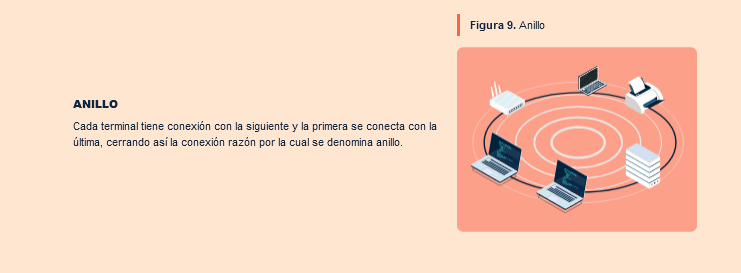 Figura 9. Anillo
ANILLO
Cada terminal tiene conexión con la siguiente y la primera se conecta con la
última, cerrando así la conexión razón por la cual se denomina anillo.